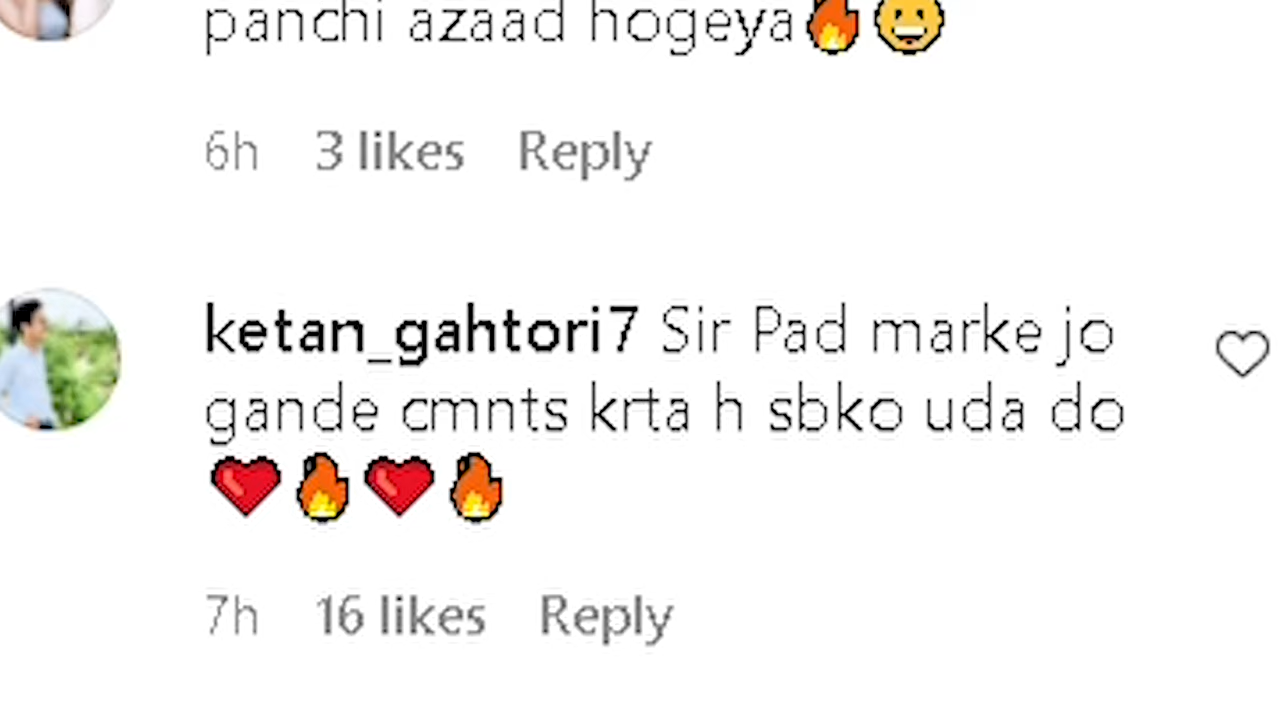 panchi azaad hogeya🔥😀
6h 3 likes Reply
ketan_gahtori7 Sir Pad marke jo
gande cmnts krta h sbko uda do
❤️🔥❤️🔥
7h 16 likes Reply